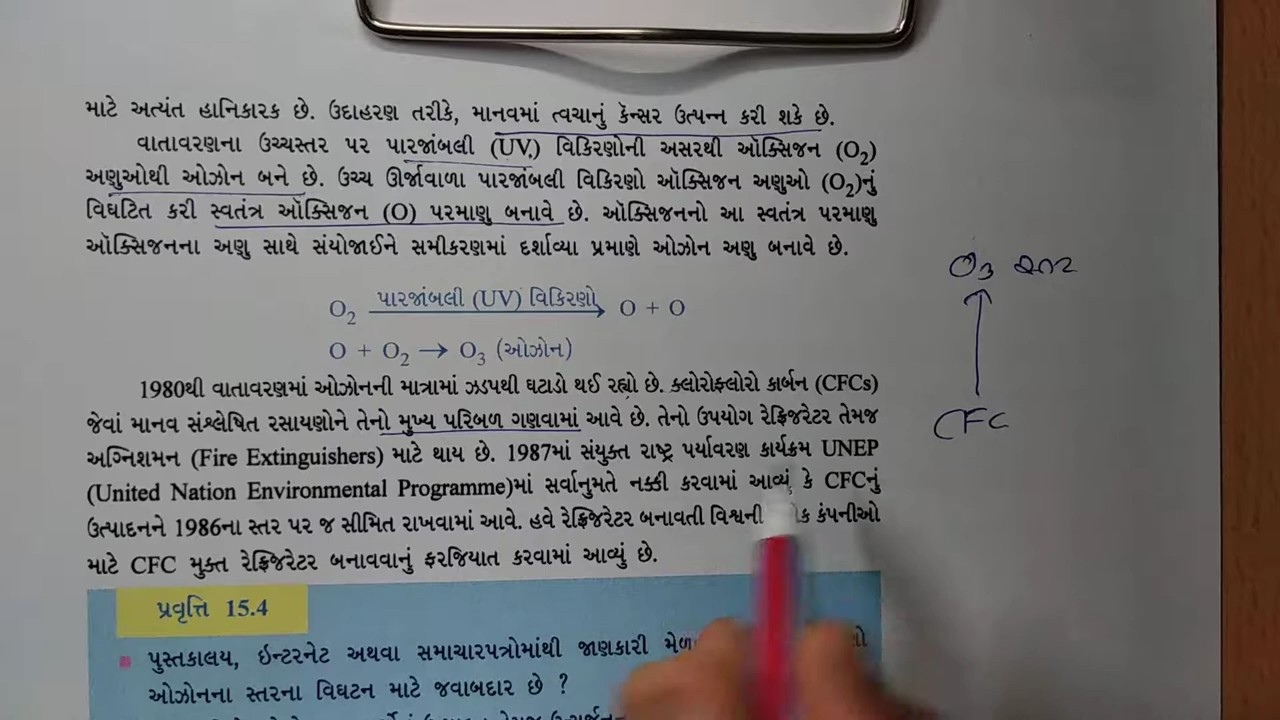 માટે અત્યંત હાનિકારક છે. ઉદાહરણ તરીકે, માનવમાં ત્વચાનું કૅન્સર ઉત્પન્ન કરી શકે છે.
વાતાવરણના ઉચ્ચસ્તર પર પારજાંબલી (UV) વિકિરણોની અસરથી ઑક્સિજન (O₂)
અણુઓથી ઓઝોન બને છે. ઉચ્ચ ઊર્જાવાળા પારજાંબલી વિકિરણો ઑક્સિજન અણુઓ (O₂)નું
વિઘટિત કરી સ્વતંત્ર ઑક્સિજન (O) પરમાણુ બનાવે છે. ઑક્સિજનનો આ સ્વતંત્ર પરમાણુ
ઑક્સિજનના અણુ સાથે સંયોજાઈને સમીકરણમાં દર્શાવ્યા પ્રમાણે ઓઝોન અણુ બનાવે છે.
O₃ સ્તર
O₂ પારજાંબલી (UV) વિકિરણો → O + O
O + O₂ → O₃ (ઓઝોન)
1980થી વાતાવરણમાં ઓઝોનની માત્રામાં ઝડપથી ઘટાડો થઈ રહ્યો છે. ક્લોરોફ્લોરો કાર્બન (CFCs)
જેવાં માનવ સંશ્લેષિત રસાયણોને તેનો મુખ્ય પરિબળ ગણવામાં આવે છે. તેનો ઉપયોગ રેફ્રિજરેટર તેમજ
CFC
અગ્નિશમન (Fire Extinguishers) માટે થાય છે. 1987માં સંયુક્ત રાષ્ટ્ર પર્યાવરણ કાર્યક્રમ UNEP
(United Nation Environmental Programme)માં સર્વાનુમતે નક્કી કરવામાં આવ્યું કે CFCનું
ઉત્પાદનને 1986ના સ્તર પર જ સીમિત રાખવામાં આવે. હવે રેફ્રિજરેટર બનાવતી વિશ્વની કંપનીઓ
માટે CFC મુક્ત રેફ્રિજરેટર બનાવવાનું ફરજિયાત કરવામાં આવ્યું છે.
પ્રવૃત્તિ 15.4
પુસ્તકાલય, ઇન્ટરનેટ અથવા સમાચારપત્રોમાંથી જાણકારી
ઓઝોનના સ્તરના વિઘટન માટે જવાબદાર છે ?